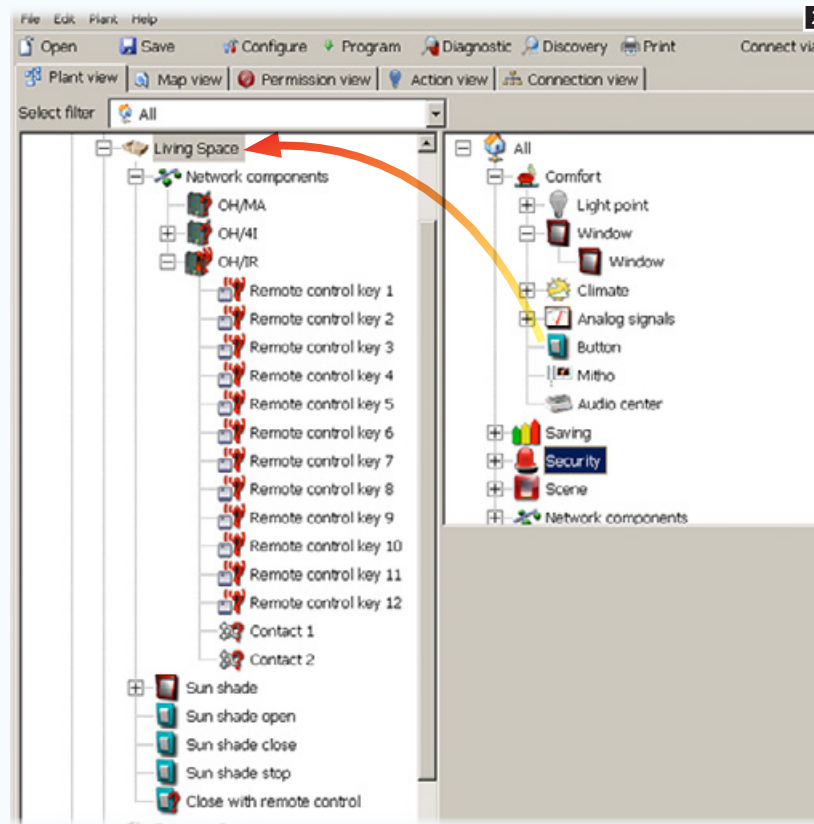 File Edit Plant Help
Open Save Configure Program Diagnostic Discovery Print Connect via
Plant view Map view Permission view Action view Connection view
Select filter All
Living Space
Network components
OH/MA
OH/4I
OH/IR
Remote control key 1
Remote control key 2
Remote control key 3
Remote control key 4
Remote control key 5
Remote control key 6
Remote control key 7
Remote control key 8
Remote control key 9
Remote control key 10
Remote control key 11
Remote control key 12
Contact 1
Contact 2
Sun shade
Sun shade open
Sun shade close
Sun shade stop
Close with remote control
All
Comfort
Light point
Window
Window
Climate
Analog signals
Button
Mitho
Audio center
Saving
Security
Scene
Network components